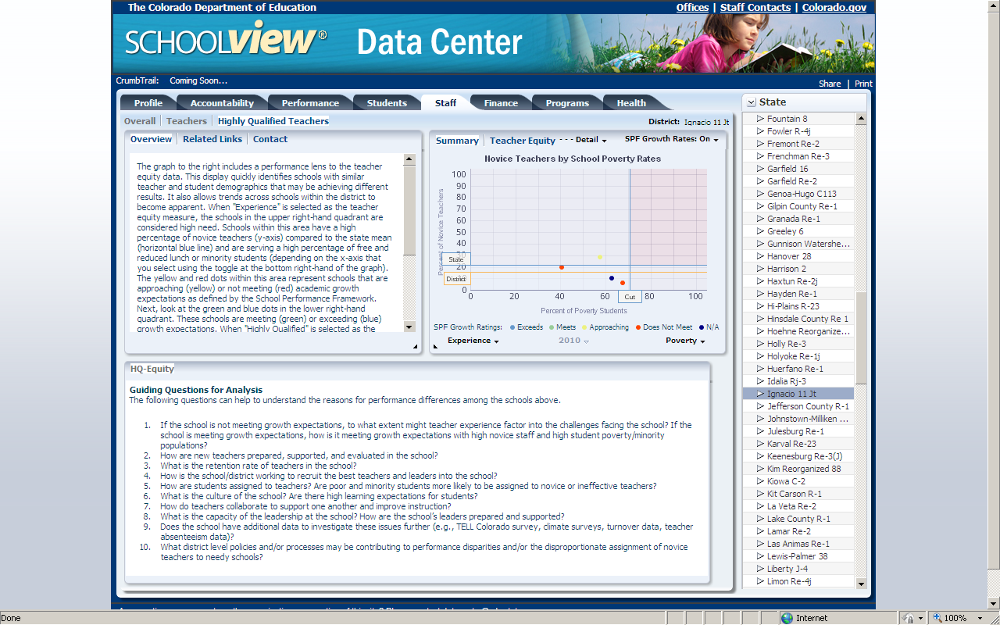 The Colorado Department of Education
Offices | Staff Contacts | Colorado.gov
SCHOOLVIEW® Data Center
CrumbTrail: Coming Soon...
Share | Print
Profile Accountability Performance Students Staff Finance Programs Health
Overall | Teachers | Highly Qualified Teachers
District: Ignacio 11 Jt
Overview | Related Links | Contact
The graph to the right includes a performance lens to the teacher
equity data. This display quickly identifies schools with similar
teacher and student demographics that may be achieving different
results. It also allows trends across schools within the district to
become apparent. When "Experience" is selected as the teacher
equity measure, the schools in the upper right-hand quadrant are
considered high need. Schools within this area have a high
percentage of novice teachers (y-axis) compared to the state mean
(horizontal blue line) and are serving a high percentage of free and
reduced lunch or minority students (depending on the x-axis that
you select using the toggle at the bottom right-hand of the graph).
The yellow and red dots within this area represent schools that are
approaching (yellow) or not meeting (red) academic growth
expectations as defined by the School Performance Framework.
Next, look at the green and blue dots in the lower right-hand
quadrant. These schools are meeting (green) or exceeding (blue)
growth expectations. When "Highly Qualified" is selected as the
Summary | Teacher Equity - - - Detail
SPF Growth Rates: On
Novice Teachers by School Poverty Rates
Percent of Novice Teachers
100
90
80
70
60
50
40
30
20
10
0
State
District
Cut
0 20 40 60 80 100
Percent of Poverty Students
SPF Growth Ratings: Exceeds Meets Approaching Does Not Meet N/A
Experience 2010 Poverty
HQ-Equity
Guiding Questions for Analysis
The following questions can help to understand the reasons for performance differences among the schools above.
1. If the school is not meeting growth expectations, to what extent might teacher experience factor into the challenges facing the school? If the
school is meeting growth expectations, how is it meeting growth expectations with high novice staff and high student poverty/minority
populations?
2. How are new teachers prepared, supported, and evaluated in the school?
3. What is the retention rate of teachers in the school?
4. How is the school/district working to recruit the best teachers and leaders into the school?
5. How are students assigned to teachers? Are poor and minority students more likely to be assigned to novice or ineffective teachers?
6. What is the culture of the school? Are there high learning expectations for students?
7. How do teachers collaborate to support one another and improve instruction?
8. What is the capacity of the leadership at the school? How are the school's leaders prepared and supported?
9. Does the school have additional data to investigate these issues further (e.g., TELL Colorado survey, climate surveys, turnover data, teacher
absenteeism data)?
10. What district level policies and/or processes may be contributing to performance disparities and/or the disproportionate assignment of novice
teachers to needy schools?
State
Fountain 8
Fowler R-4j
Fremont Re-2
Frenchman Re-3
Garfield 16
Garfield Re-2
Genoa-Hugo C113
Gilpin County Re-1
Granada Re-1
Greeley 6
Gunnison Watershe...
Hanover 28
Harrison 2
Haxtun Re-2j
Hayden Re-1
Hi-Plains R-23
Hinsdale County Re 1
Hoehne Reorganize...
Holly Re-3
Holyoke Re-1j
Huerfano Re-1
Idalia Rj-3
Ignacio 11 Jt
Jefferson County R-1
Johnstown-Milliken ...
Julesburg Re-1
Karval Re-23
Keenesburg Re-3(J)
Kim Reorganized 88
Kiowa C-2
Kit Carson R-1
La Veta Re-2
Lake County R-1
Lamar Re-2
Las Animas Re-1
Lewis-Palmer 38
Liberty J-4
Limon Re-4j
Done
Internet
100%